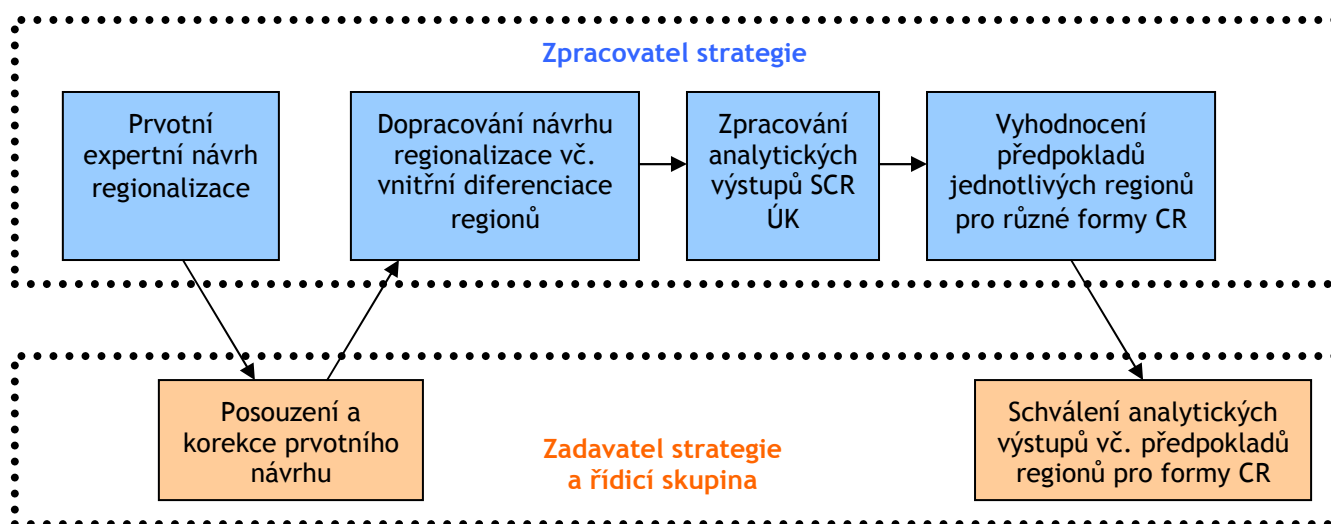 Zpracovatel strategie
Prvotní
expertní návrh
regionalizace
Dopracování návrhu
regionalizace vč.
vnitřní diferenciace
regionů
Zpracování
analytických
výstupů SCR
ÚK
Vyhodnocení
předpokladů
jednotlivých regionů
pro různé formy CR
Posouzení a
korekce prvotního
návrhu
Zadavatel strategie
a řídicí skupina
Schválení analytických
výstupů vč. předpokladů
regionů pro formy CR